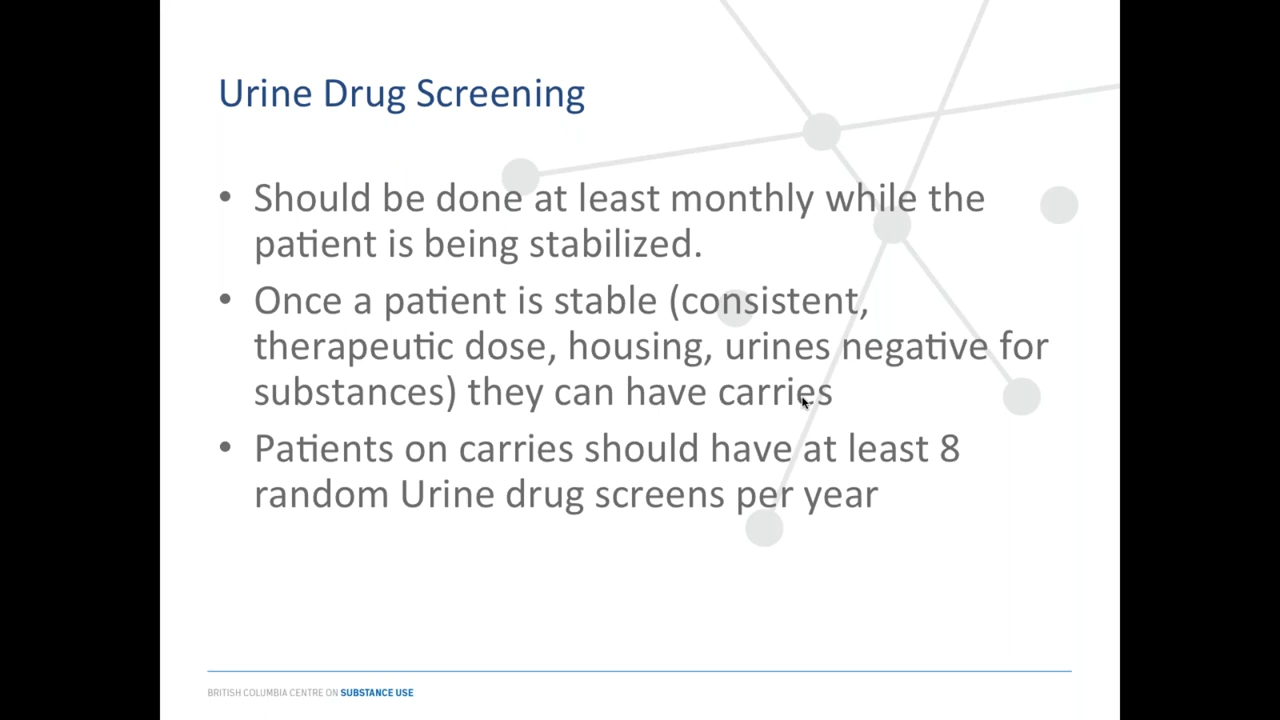 Urine Drug Screening
• Should be done at least monthly while the
patient is being stabilized.
• Once a patient is stable (consistent,
therapeutic dose, housing, urines negative for
substances) they can have carries
• Patients on carries should have at least 8
random Urine drug screens per year
BRITISH COLUMBIA CENTRE ON SUBSTANCE USE